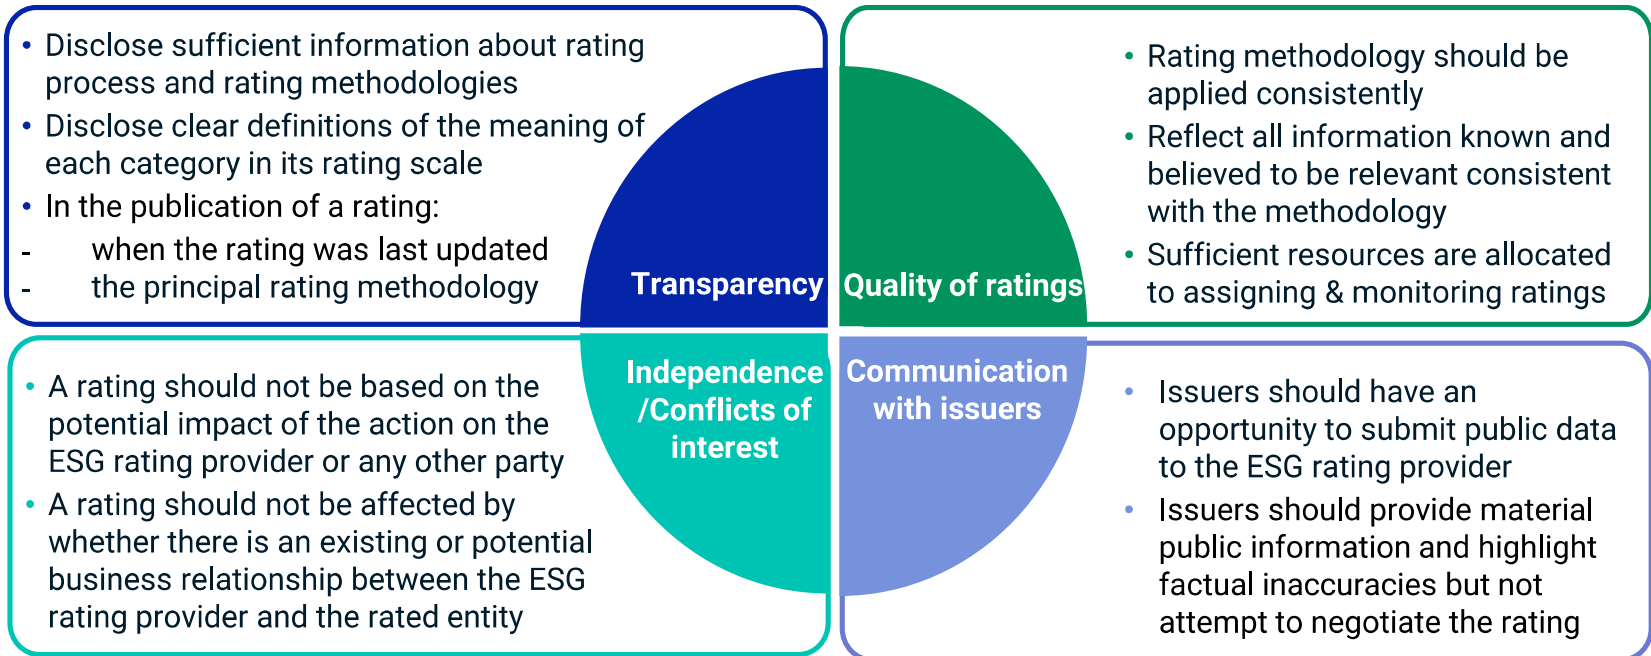 • Disclose sufficient information about rating
process and rating methodologies
• Disclose clear definitions of the meaning of
each category in its rating scale
• In the publication of a rating:
- when the rating was last updated
- the principal rating methodology
Transparency
Quality of ratings
• Rating methodology should be
applied consistently
• Reflect all information known and
believed to be relevant consistent
with the methodology
• Sufficient resources are allocated
to assigning & monitoring ratings
• A rating should not be based on the
potential impact of the action on the
ESG rating provider or any other party
• A rating should not be affected by
whether there is an existing or potential
business relationship between the ESG
rating provider and the rated entity
Independence
/Conflicts of
interest
Communication
with issuers
• Issuers should have an
opportunity to submit public data
to the ESG rating provider
• Issuers should provide material
public information and highlight
factual inaccuracies but not
attempt to negotiate the rating